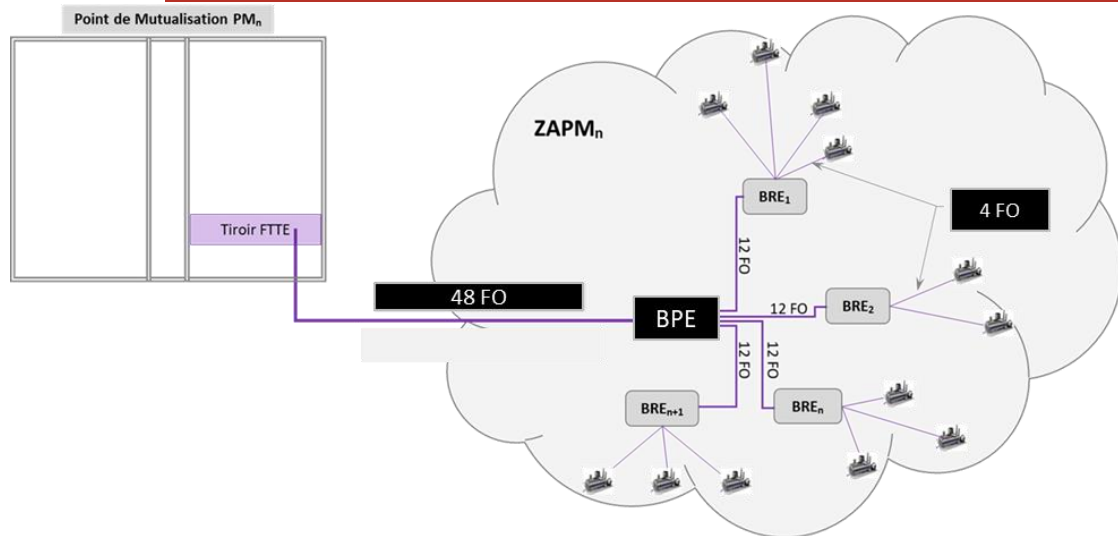 Point de Mutualisation PMn
ZAPMn
BRE1
4 FO
Tiroir FTTE
12 FO
48 FO
BPE
12 FO
BRE2
12 FO
12 FO
BREn+1
BREn